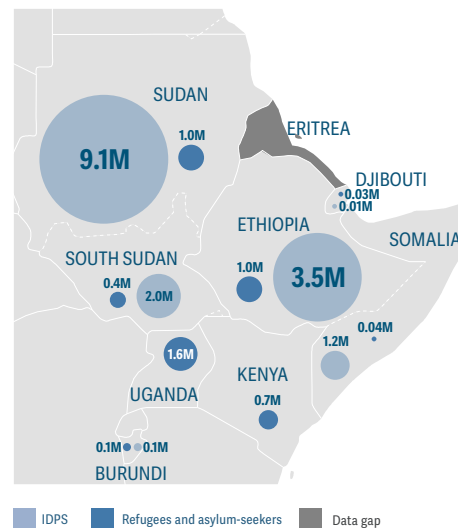 SUDAN
9.1M
1.0M
ERITREA
DJIBOUTI
0.03M
0.01M
ETHIOPIA
SOMALIA
SOUTH SUDAN
0.4M
2.0M
1.0M
3.5M
0.04M
1.2M
1.6M
KENYA
UGANDA
0.7M
0.1M
0.1M
BURUNDI
IDPS
Refugees and asylum-seekers
Data gap